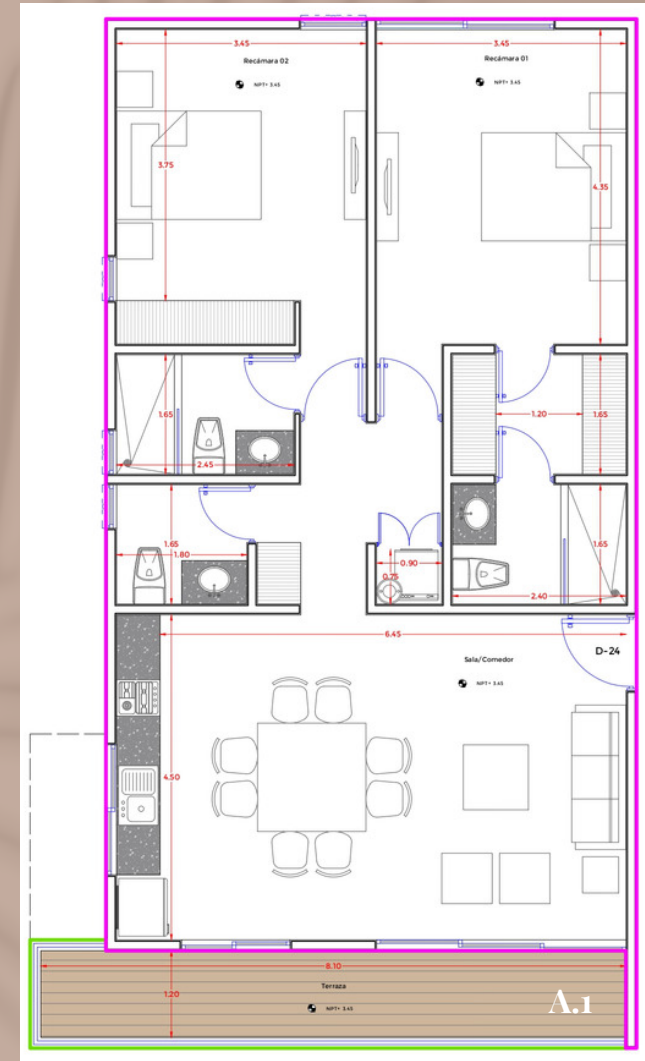 3.45
3.45
Recámara 02
Recámara 01
NPT+ 3.45
NPT+ 3.45
3.75
4.35
1.65
2.45
1.20
1.65
1.65
1.80
0.90
0.75
1.65
2.40
6.45
D-24
Sala/Comedor
NPT+ 3.45
4.50
8.10
1.20
Terraza
NPT+ 3.45
A.1